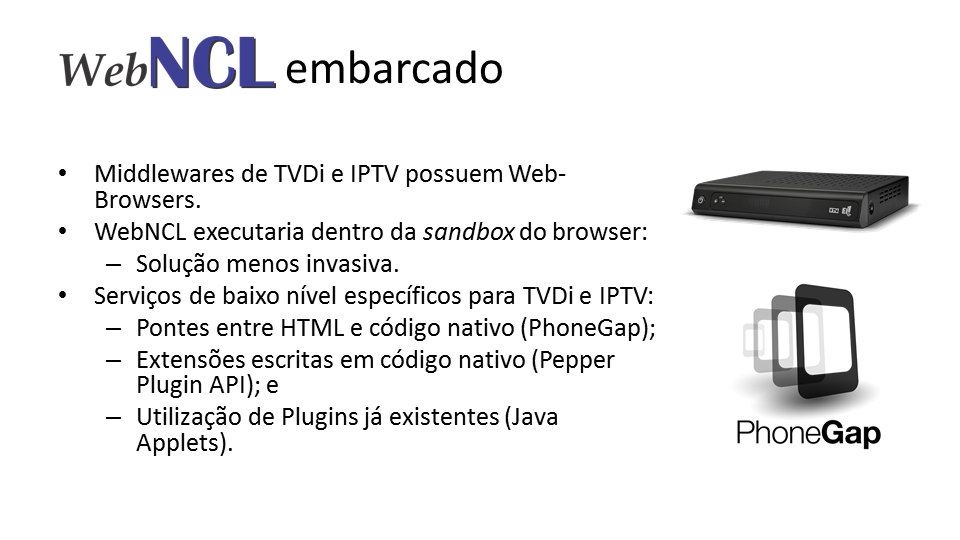 WebNCL embarcado
• Middlewares de TVDi e IPTV possuem Web-
Browsers.
• WebNCL executaria dentro da sandbox do browser:
– Solução menos invasiva.
• Serviços de baixo nível específicos para TVDi e IPTV:
– Pontes entre HTML e código nativo (PhoneGap);
– Extensões escritas em código nativo (Pepper
Plugin API); e
– Utilização de Plugins já existentes (Java
Applets).
PhoneGap